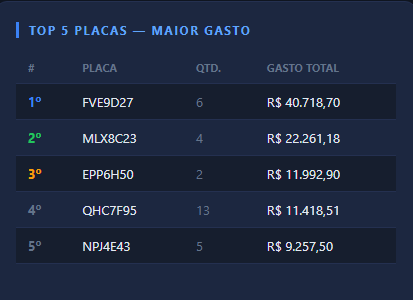 TOP 5 PLACAS — MAIOR GASTO
# PLACA QTD. GASTO TOTAL
1º FVE9D27 6 R$ 40.718,70
2º MLX8C23 4 R$ 22.261,18
3º EPP6H50 2 R$ 11.992,90
4º QHC7F95 13 R$ 11.418,51
5º NPJ4E43 5 R$ 9.257,50